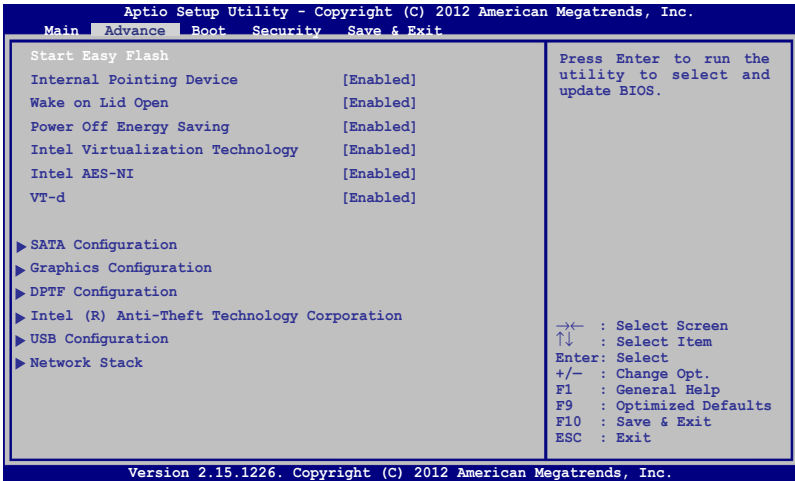 Aptio Setup Utility - Copyright (C) 2012 American Megatrends, Inc.
Main Advance Boot Security Save & Exit
Start Easy Flash
Internal Pointing Device [Enabled]
Wake on Lid Open [Enabled]
Power Off Energy Saving [Enabled]
Intel Virtualization Technology [Enabled]
Intel AES-NI [Enabled]
VT-d [Enabled]
SATA Configuration
Graphics Configuration
DPTF Configuration
Intel (R) Anti-Theft Technology Corporation
USB Configuration
Network Stack
Press Enter to run the
utility to select and
update BIOS.
→← : Select Screen
↑↓ : Select Item
Enter: Select
+/— : Change Opt.
F1 : General Help
F9 : Optimized Defaults
F10 : Save & Exit
ESC : Exit
Version 2.15.1226. Copyright (C) 2012 American Megatrends, Inc.